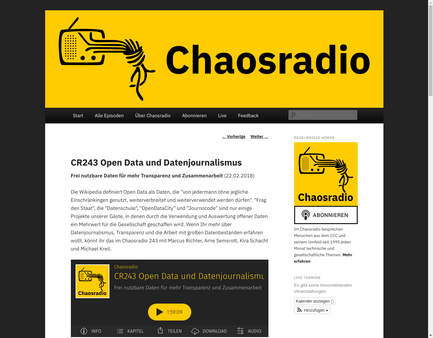 Chaosradio
Start Alle Episoden Über Chaosradio Abonnieren Live Feedback
← Vorherige Weiter →
CR243 Open Data und Datenjournalismus
Frei nutzbare Daten für mehr Transparenz und Zusammenarbeit (22.02.2018)
Die Wikipedia definiert Open Data als Daten, die "von jedermann ohne jegliche
Einschränkungen genutzt, weiterverbreitet und weiterverwendet werden dürfen". "Frag
den Staat", die "Datenschule", "OpenDataCity" und "Journocode" sind nur einige
Projekte unserer Gäste, in denen durch die Verwendung und Auswertung offener Daten
ein Mehrwert für die Gesellschaft geschaffen wird. Wenn Ihr mehr über
Datenjournalismus, Transparenz und die Arbeit mit großen Datenbeständen erfahren
wollt, könnt ihr das im Chaosradio 243 mit Marcus Richter, Arne Semsrott, Kira Schacht
und Michael Kreil.
Chaosradio
CR243 Open Data und Datenjournalismus
Frei nutzbare Daten für mehr Transparenz und Zusammenarbeit
1:59:09
INFO KAPITEL TEILEN DOWNLOAD AUDIO
REGELMÄSSIG HÖREN
Chaosradio
ABONNIEREN
Im Chaosradio besprechen
Menschen aus dem CCC und
seinem Umfeld seit 1995 jeden
Monat technische und
gesellschaftliche Themen. Mehr
erfahren
LIVE TERMINE
Es gibt keine bevorstehenden
Veranstaltungen.
Kalender anzeigen
Hinzufügen